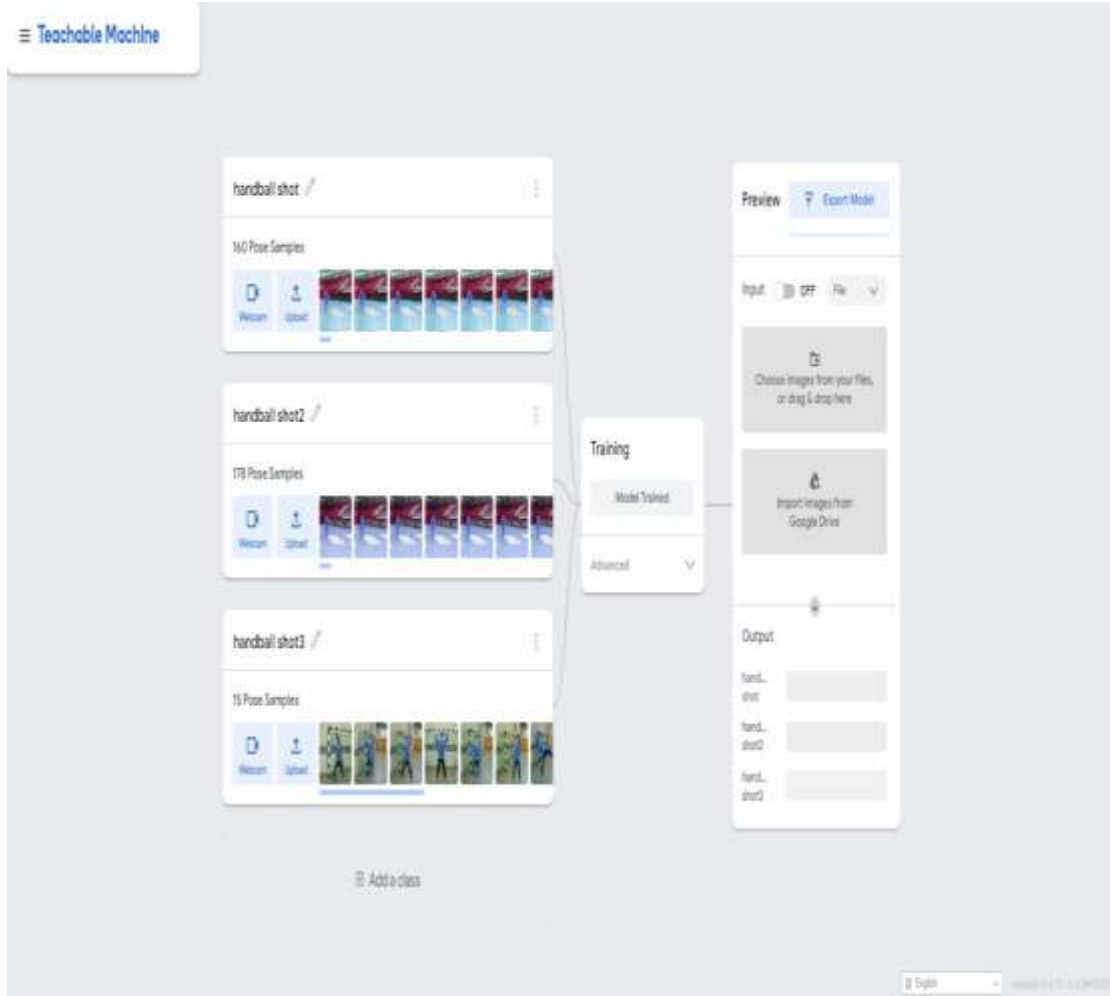 Teachable Machine
handball shot
160 Pose Samples
Webcam
Upload
handball shot2
178 Pose Samples
Webcam
Upload
handball shot3
15 Pose Samples
Webcam
Upload
Add a class
Training
Model Trained
Advanced
Preview
Export Model
Input
OFF
File
Choose images from your files,
or drag & drop here
Import images from
Google Drive
Output
hand...
shot
hand...
shot2
hand...
shot3
English